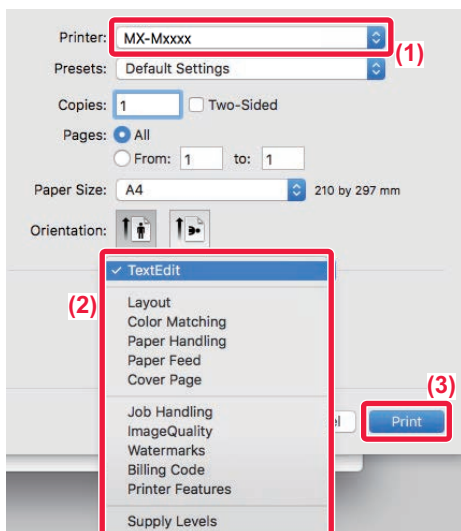 Printer: MX-Mxxxx
(1)
Presets: Default Settings
Copies: 1 Two-Sided
Pages: All
From: 1 to: 1
Paper Size: A4 210 by 297 mm
Orientation:
✓ TextEdit
(2)
Layout
Color Matching
Paper Handling
Paper Feed
Cover Page
(3)
Job Handling
ImageQuality
Watermarks
Billing Code
Printer Features
Supply Levels
el Print